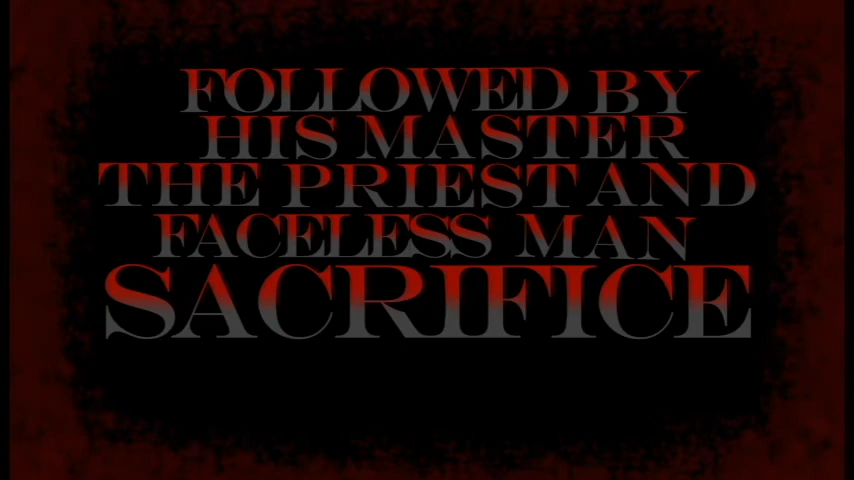 FOLLOWED BY
HIS MASTER
THE PRIEST AND
FACELESS MAN
SACRIFICE